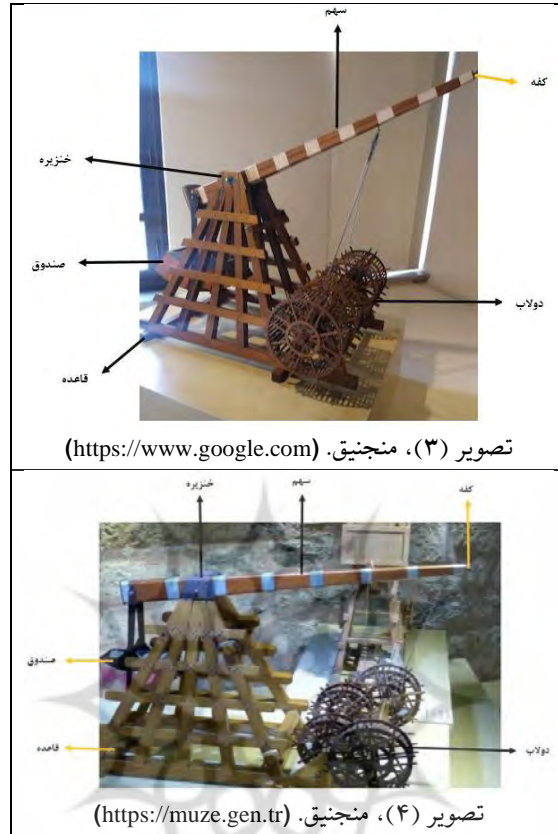 سهم
کفه
خنزیره
صندوق
دولاب
قاعده
تصویر (۳)، منجنیق. (https://www.google.com)
خنزیره
سهم
کفه
صندوق
قاعده
دولاب
تصویر (۴)، منجنیق. (https://muze.gen.tr)